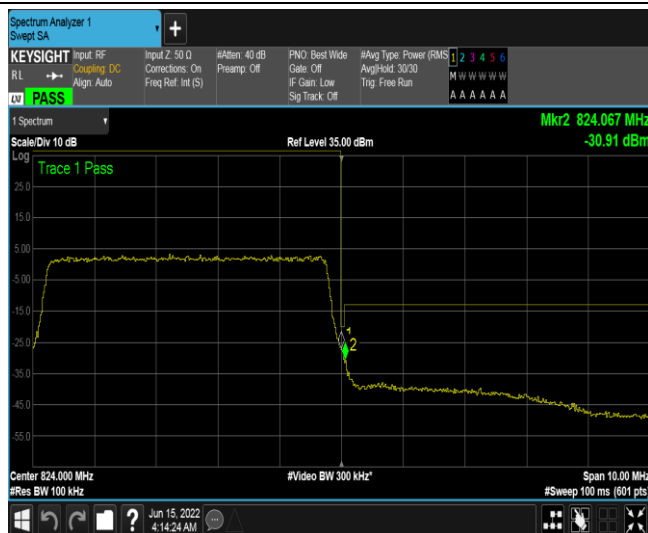 Spectrum Analyzer 1
Swept SA
+
KEYSIGHT
RL
LXI PASS
Input: RF
Coupling: DC
Align: Auto
Input Z: 50 Ω
Corrections: On
Freq Ref: Int (S)
#Atten: 40 dB
Preamp: Off
PNO: Best Wide
Gate: Off
IF Gain: Low
Sig Track: Off
#Avg Type: Power (RMS
Avg|Hold: 30/30
Trig: Free Run
1 2 3 4 5 6
M W W W W W
A A A A A A
1 Spectrum
Scale/Div 10 dB
Ref Level 35.00 dBm
Mkr2 824.067 MHz
-30.91 dBm
Log
Trace 1 Pass
25.0
15.0
5.00
-5.00
-15.0
-25.0
-35.0
-45.0
-55.0
1
2
Center 824.000 MHz
#Res BW 100 kHz
#Video BW 300 kHz*
Span 10.00 MHz
#Sweep 100 ms (601 pts)
?
Jun 15, 2022
4:14:24 AM